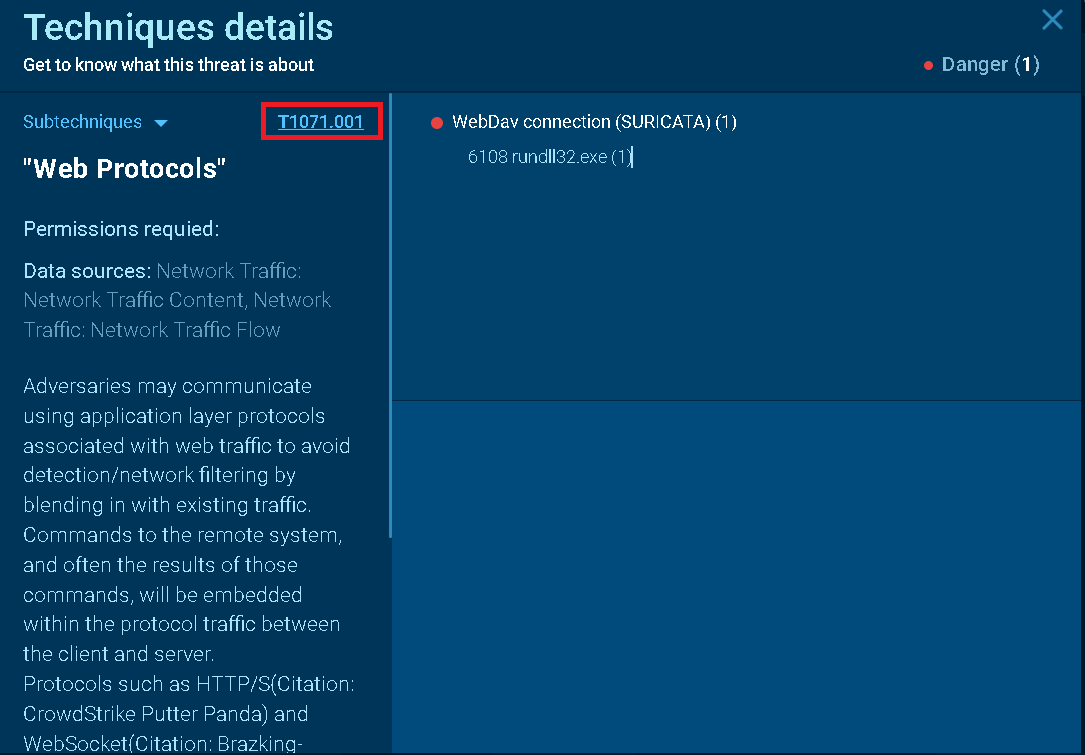 Techniques details
Get to know what this threat is about
Danger (1)
Subtechniques
T1071.001
"Web Protocols"
Permissions requied:
Data sources: Network Traffic:
Network Traffic Content, Network
Traffic: Network Traffic Flow
Adversaries may communicate
using application layer protocols
associated with web traffic to avoid
detection/network filtering by
blending in with existing traffic.
Commands to the remote system,
and often the results of those
commands, will be embedded
within the protocol traffic between
the client and server.
Protocols such as HTTP/S(Citation:
CrowdStrike Putter Panda) and
WebSocket(Citation: Brazking-
WebDav connection (SURICATA) (1)
6108 rundll32.exe (1)